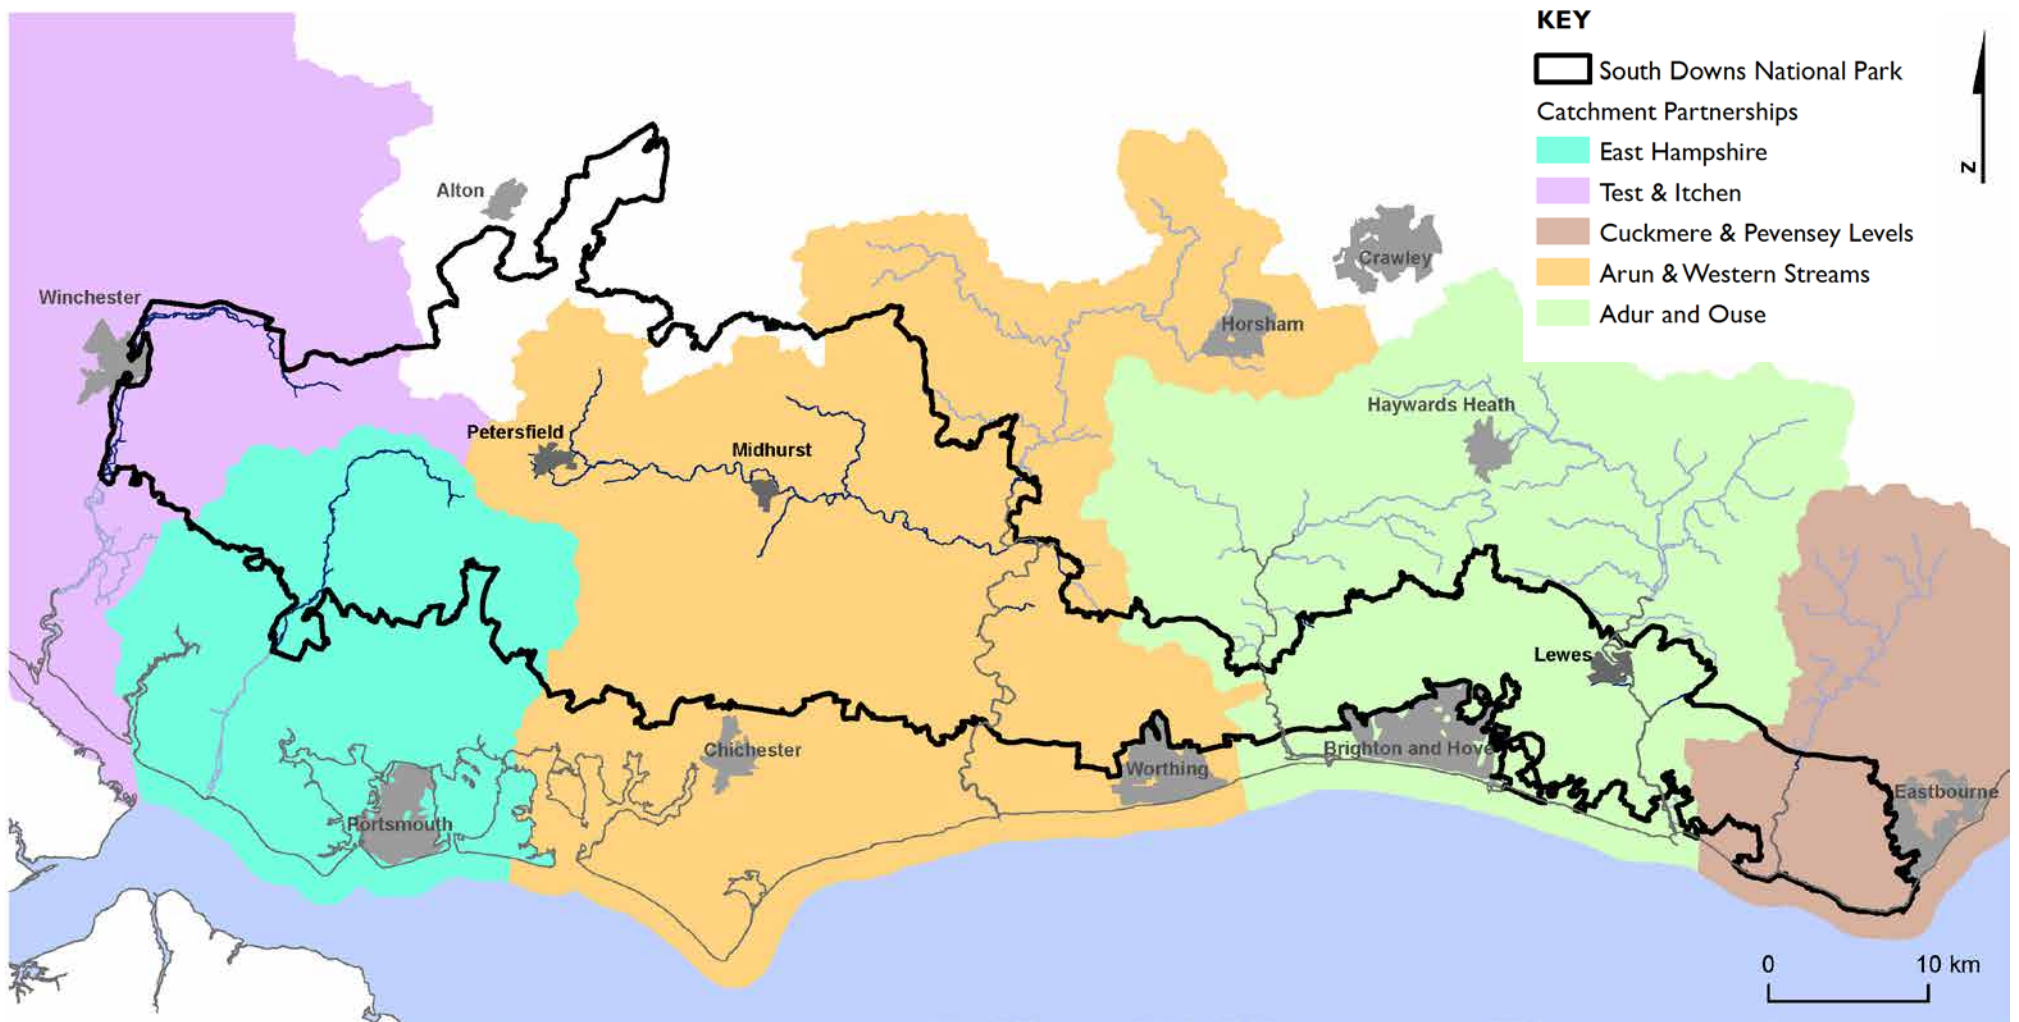 KEY
South Downs National Park
Catchment Partnerships
East Hampshire
Test & Itchen
Cuckmere & Pevensey Levels
Arun & Western Streams
Adur and Ouse
N
Alton
Crawley
Winchester
Horsham
Haywards Heath
Petersfield
Midhurst
Lewes
Chichester
Brighton and Hove
Worthing
Eastbourne
Portsmouth
0 10 km